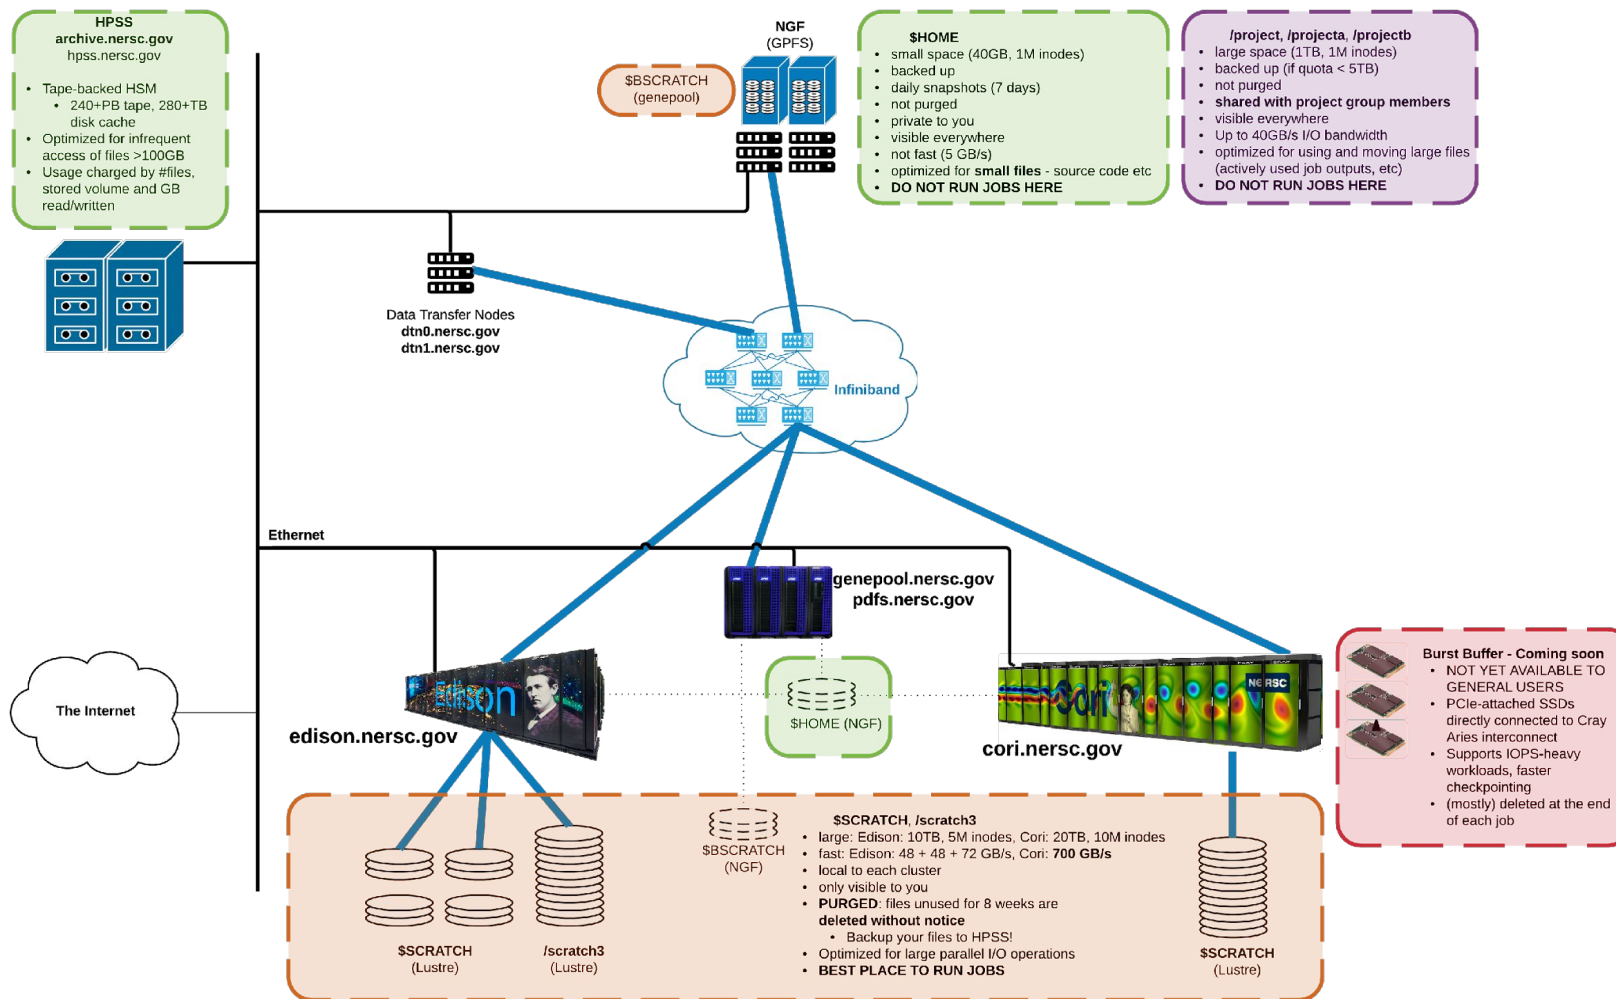 HPSS
archive.nersc.gov
hpss.nersc.gov
• Tape-backed HSM
• 240+PB tape, 280+TB
disk cache
• Optimized for infrequent
access of files >100GB
• Usage charged by #files,
stored volume and GB
read/written
NGF
(GPFS)
$BSCRATCH
(genepool)
$HOME
• small space (40GB, 1M inodes)
• backed up
• daily snapshots (7 days)
• not purged
• private to you
• visible everywhere
• not fast (5 GB/s)
• optimized for small files - source code etc
• DO NOT RUN JOBS HERE
/project, /projecta, /projectb
• large space (1TB, 1M inodes)
• backed up (if quota < 5TB)
• not purged
• shared with project group members
• visible everywhere
• Up to 40GB/s I/O bandwidth
• optimized for using and moving large files
(actively used job outputs, etc)
• DO NOT RUN JOBS HERE
Data Transfer Nodes
dtn0.nersc.gov
dtn1.nersc.gov
Infiniband
Ethernet
genepool.nersc.gov
pdfs.nersc.gov
The Internet
Edison
edison.nersc.gov
$HOME (NGF)
Cori
NERSC
cori.nersc.gov
Burst Buffer - Coming soon
• NOT YET AVAILABLE TO
GENERAL USERS
• PCIe-attached SSDs
directly connected to Cray
Aries interconnect
• Supports IOPS-heavy
workloads, faster
checkpointing
• (mostly) deleted at the end
of each job
$BSCRATCH
(NGF)
$SCRATCH, /scratch3
• large: Edison: 10TB, 5M inodes, Cori: 20TB, 10M inodes
• fast: Edison: 48 + 48 + 72 GB/s, Cori: 700 GB/s
• local to each cluster
• only visible to you
• PURGED: files unused for 8 weeks are
deleted without notice
• Backup your files to HPSS!
• Optimized for large parallel I/O operations
• BEST PLACE TO RUN JOBS
$SCRATCH
(Lustre)
/scratch3
(Lustre)
$SCRATCH
(Lustre)